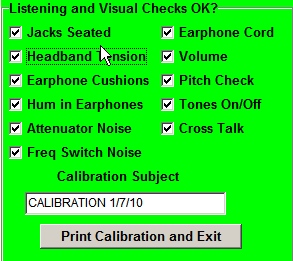 Listening and Visual Checks OK?
Jacks Seated Earphone Cord
Headband Tension Volume
Earphone Cushions Pitch Check
Hum in Earphones Tones On/Off
Attenuator Noise Cross Talk
Freq Switch Noise
Calibration Subject
CALIBRATION 1/7/10
Print Calibration and Exit